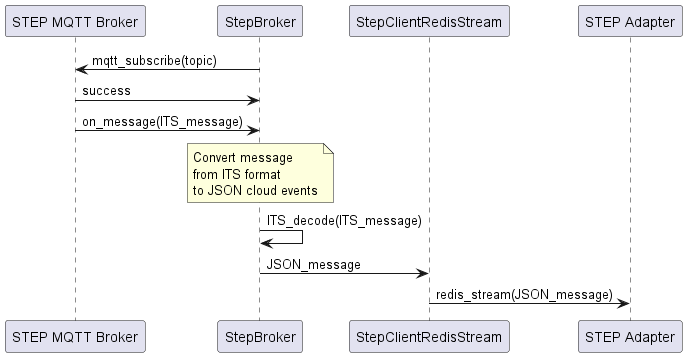 STEP MQTT Broker
StepBroker
StepClientRedisStream
STEP Adapter
mqtt_subscribe(topic)
success
on_message(ITS_message)
Convert message
from ITS format
to JSON cloud events
ITS_decode(ITS_message)
JSON_message
redis_stream(JSON_message)
STEP MQTT Broker
StepBroker
StepClientRedisStream
STEP Adapter